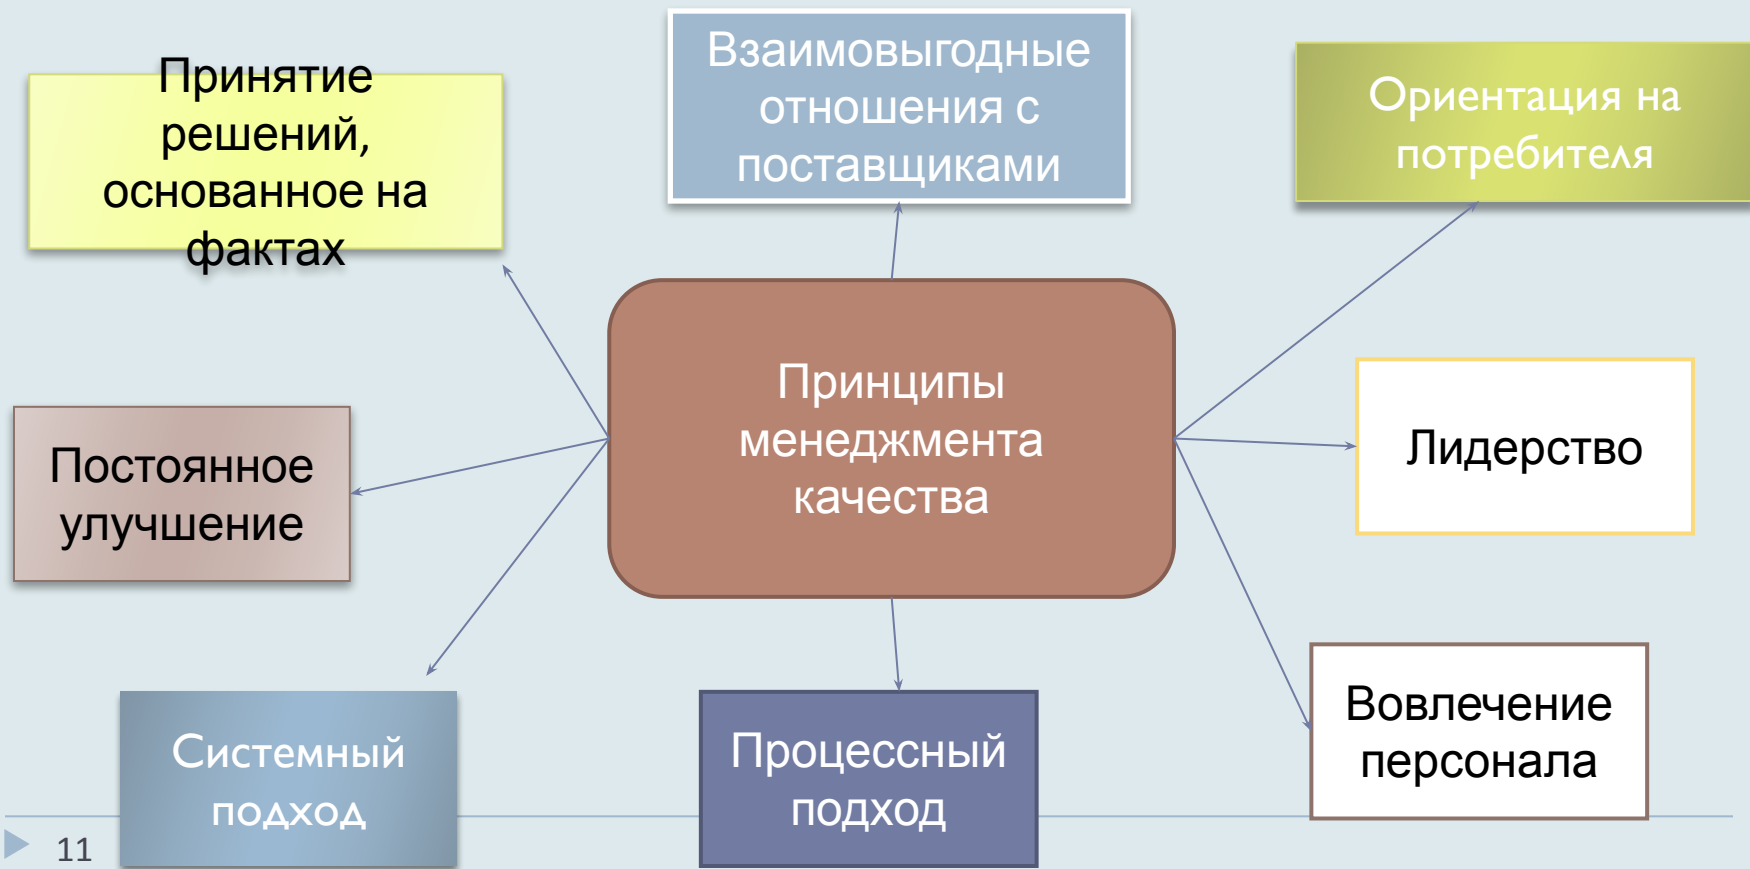 Принятие
решений,
основанное на
фактах
Взаимовыгодные
отношения с
поставщиками
Ориентация на
потребителя
Принципы
менеджмента
качества
Лидерство
Постоянное
улучшение
Вовлечение
персонала
Системный
подход
Процессный
подход
11